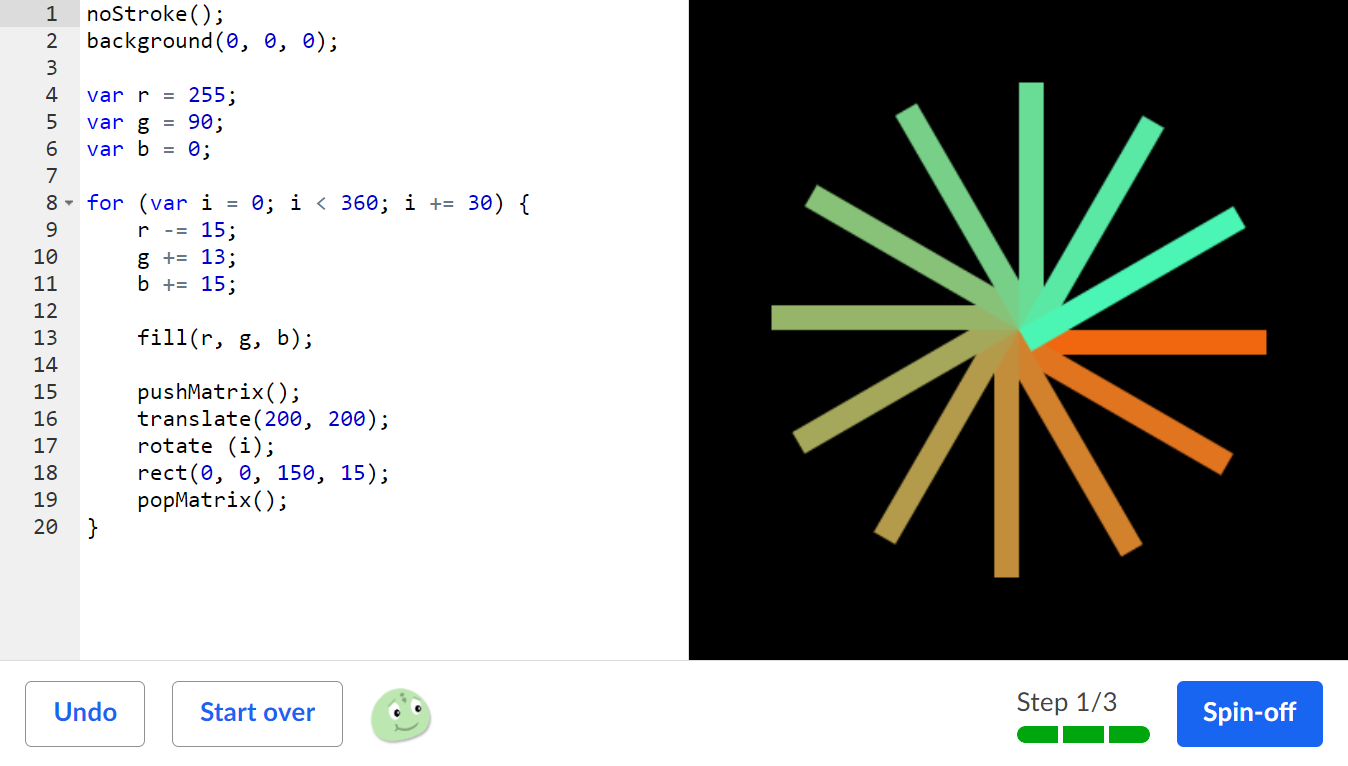 1 noStroke();
2 background(0, 0, 0);
3
4 var r = 255;
5 var g = 90;
6 var b = 0;
7
8 for (var i = 0; i < 360; i += 30) {
9     r -= 15;
10     g += 13;
11     b += 15;
12
13     fill(r, g, b);
14
15     pushMatrix();
16     translate(200, 200);
17     rotate (i);
18     rect(0, 0, 150, 15);
19     popMatrix();
20 }
Undo
Start over
Step 1/3
Spin-off